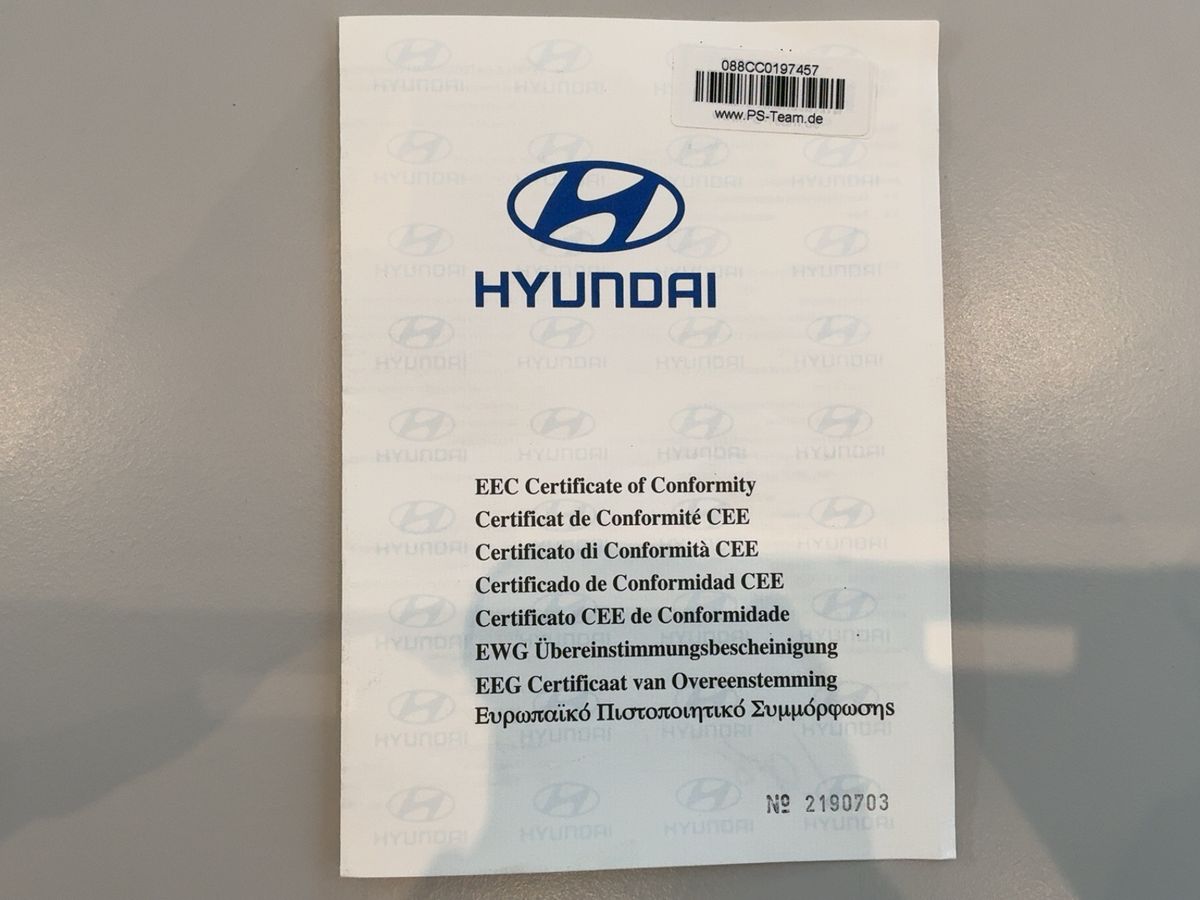 088CC0197457
www.PS-Team.de
HYUNDAI
EEC Certificate of Conformity
Certificat de Conformité CEE
Certificato di Conformità CEE
Certificado de Conformidad CEE
Certificato CEE de Conformidade
EWG Übereinstimmungsbescheinigung
EEG Certificaat van Overeenstemming
Ευρωπαϊκό Πιστοποιητικό Συμμόρφωσης
Nº 2190703